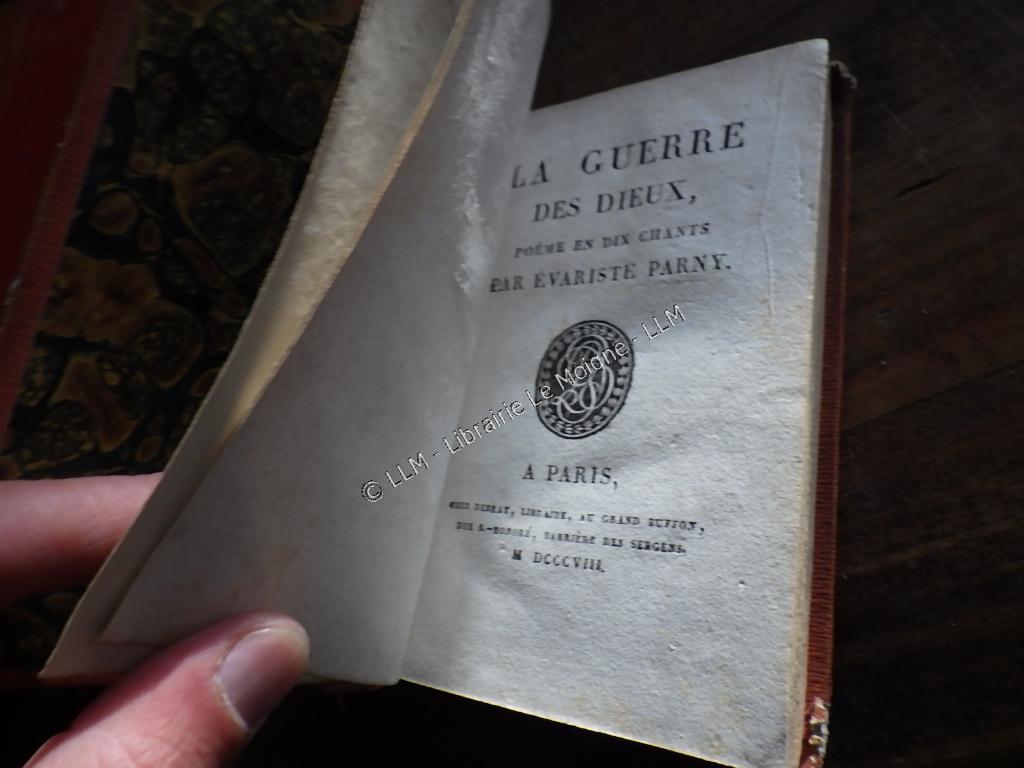 LA GUERRE
DES DIEUX,
POËME EN DIX CHANTS
PAR ÉVARISTE PARNY.
© LLM - Librairie Le Moigne - LLM
A PARIS,
CHEZ DEBRAY, LIBRAIRE, AU GRAND BUFFON,
RUE S.-HONORÉ, BARRIÈRE DES SERGENS.
M DCCCVIII.